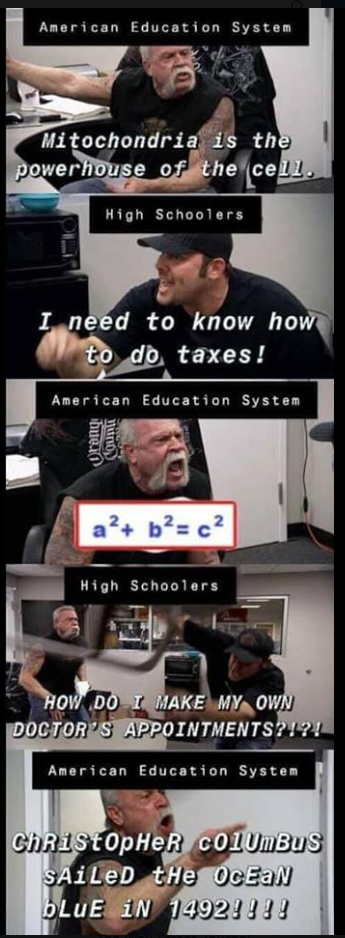 American Education System
Mitochondria is the
powerhouse of the cell.
High Schoolers
I need to know how
to do taxes!
American Education System
Orange
County
a²+ b²= c²
High Schoolers
HOW DO I MAKE MY OWN
DOCTOR'S APPOINTMENTS?!?!
American Education System
ChRiStOpHeR cOlUmBuS
sAiLeD tHe OcEaN
bLuE iN 1492!!!!